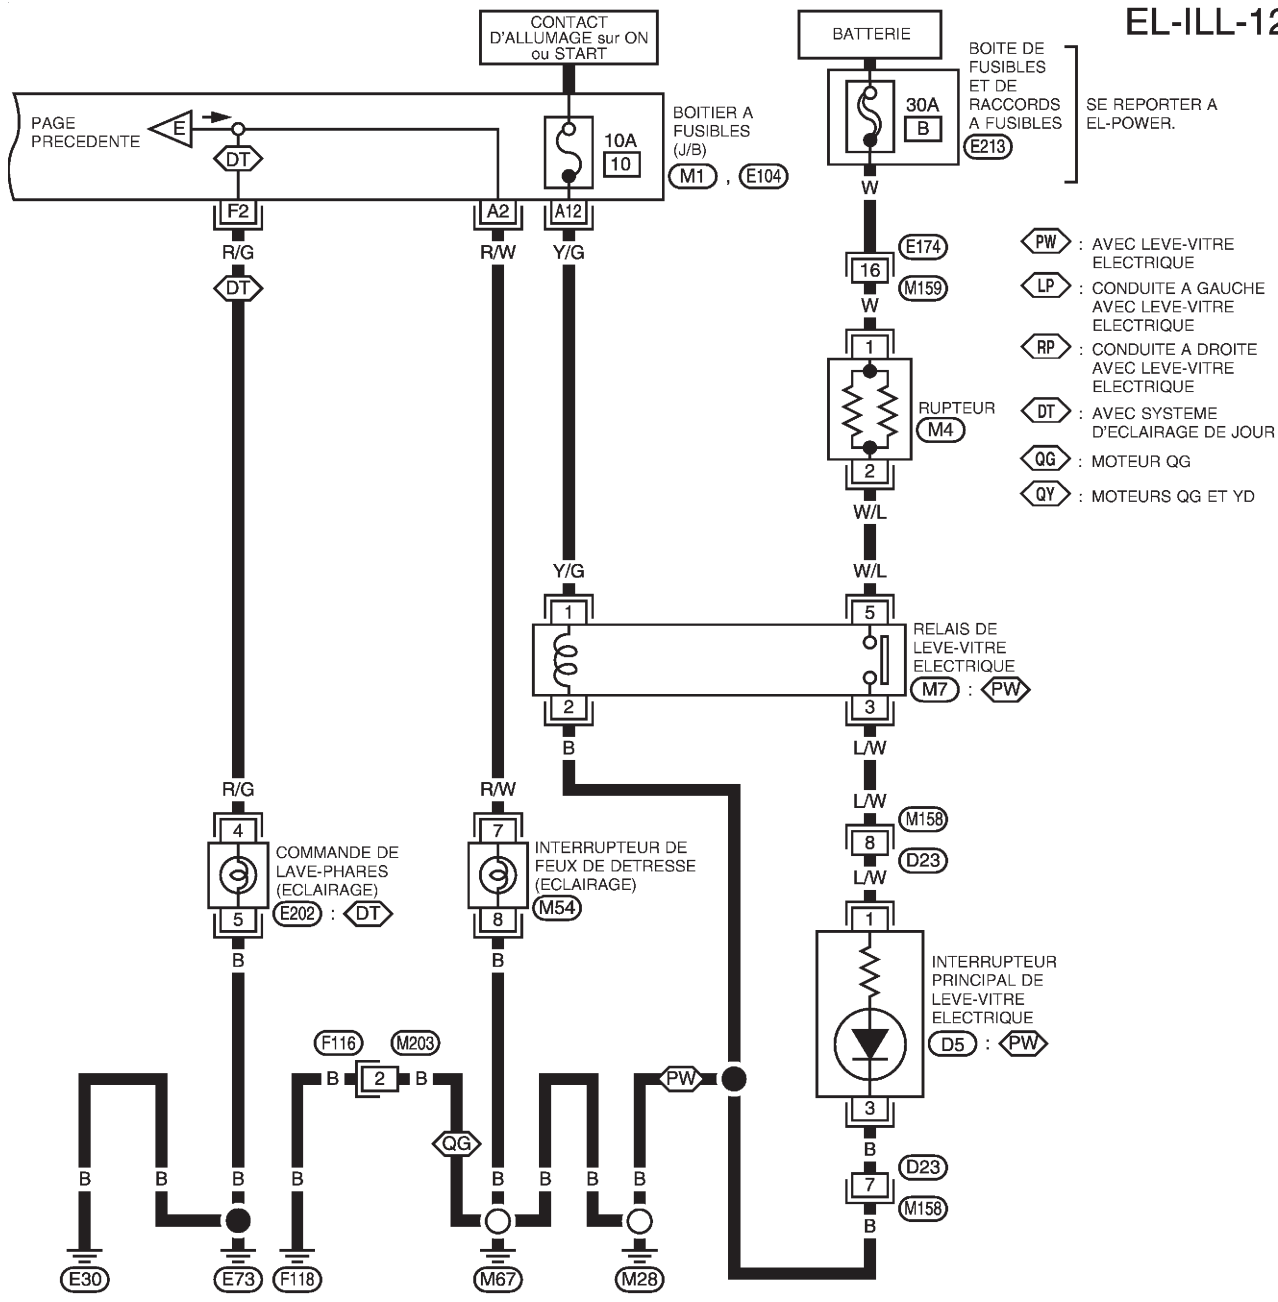 EL-ILL-12
CONTACT
D'ALLUMAGE sur ON
ou START
BATTERIE
BOITE DE
FUSIBLES
ET DE
RACCORDS
A FUSIBLES
E213
SE REPORTER A
EL-POWER.
30A
B
PAGE
PRECEDENTE
E
DT
10A
10
BOITIER A
FUSIBLES
(J/B)
M1 , E104
F2
A2
A12
W
R/G
R/W
Y/G
DT
E174
16
M159
W
PW : AVEC LEVE-VITRE
ELECTRIQUE
LP : CONDUITE A GAUCHE
AVEC LEVE-VITRE
ELECTRIQUE
RP : CONDUITE A DROITE
AVEC LEVE-VITRE
ELECTRIQUE
DT : AVEC SYSTEME
D'ECLAIRAGE DE JOUR
QG : MOTEUR QG
QY : MOTEURS QG ET YD
1
RUPTEUR
M4
2
W/L
Y/G
W/L
1
5
RELAIS DE
LEVE-VITRE
ELECTRIQUE
M7 : PW
2
3
B
L/W
R/G
R/W
L/W
M158
8
D23
L/W
4
COMMANDE DE
LAVE-PHARES
(ECLAIRAGE)
E202 : DT
5
B
7
INTERRUPTEUR DE
FEUX DE DETRESSE
(ECLAIRAGE)
M54
8
B
1
INTERRUPTEUR
PRINCIPAL DE
LEVE-VITRE
ELECTRIQUE
D5 : PW
3
B
F116
M203
B
2
B
PW
QG
D23
7
M158
B
B
B
B
B
B
B
B
B
E30
E73
F118
M67
M28